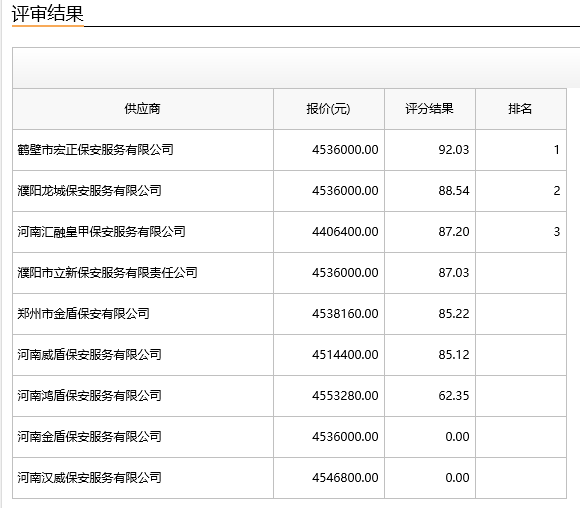 评审结果
供应商 报价(元) 评分结果 排名
鹤壁市宏正保安服务有限公司 4536000.00 92.03 1
濮阳龙城保安服务有限公司 4536000.00 88.54 2
河南汇融皇甲保安服务有限公司 4406400.00 87.20 3
濮阳市立新保安服务有限责任公司 4536000.00 87.03
郑州市金盾保安有限公司 4538160.00 85.22
河南威盾保安服务有限公司 4514400.00 85.12
河南鸿盾保安服务有限公司 4553280.00 62.35
河南金盾保安服务有限公司 4536000.00 0.00
河南汉威保安服务有限公司 4546800.00 0.00